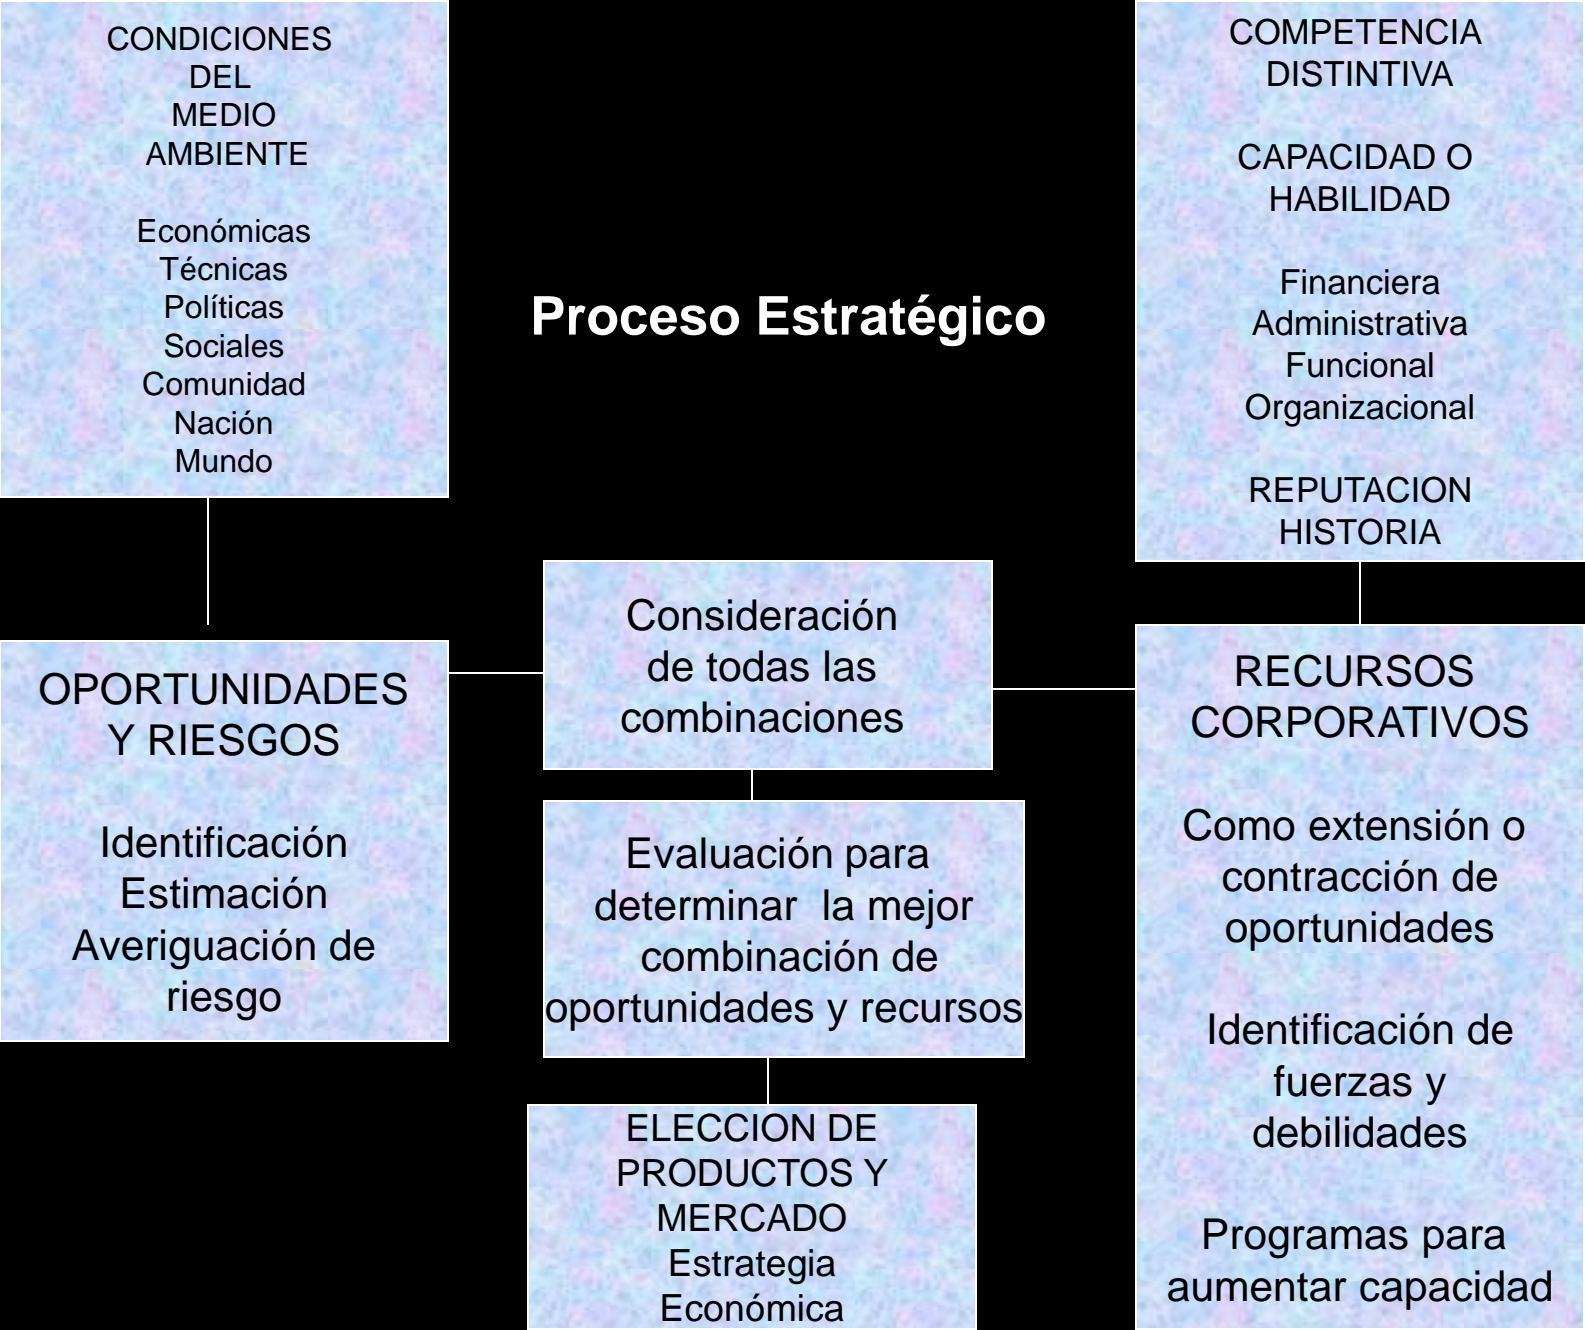 CONDICIONES
DEL
MEDIO
AMBIENTE
Económicas
Técnicas
Políticas
Sociales
Comunidad
Nación
Mundo
Proceso Estratégico
COMPETENCIA
DISTINTIVA
CAPACIDAD O
HABILIDAD
Financiera
Administrativa
Funcional
Organizacional
REPUTACION
HISTORIA
OPORTUNIDADES
Y RIESGOS
Identificación
Estimación
Averiguación de
riesgo
Consideración
de todas las
combinaciones
Evaluación para
determinar la mejor
combinación de
oportunidades y recursos
ELECCION DE
PRODUCTOS Y
MERCADO
Estrategia
Económica
RECURSOS
CORPORATIVOS
Como extensión o
contracción de
oportunidades
Identificación de
fuerzas y
debilidades
Programas para
aumentar capacidad